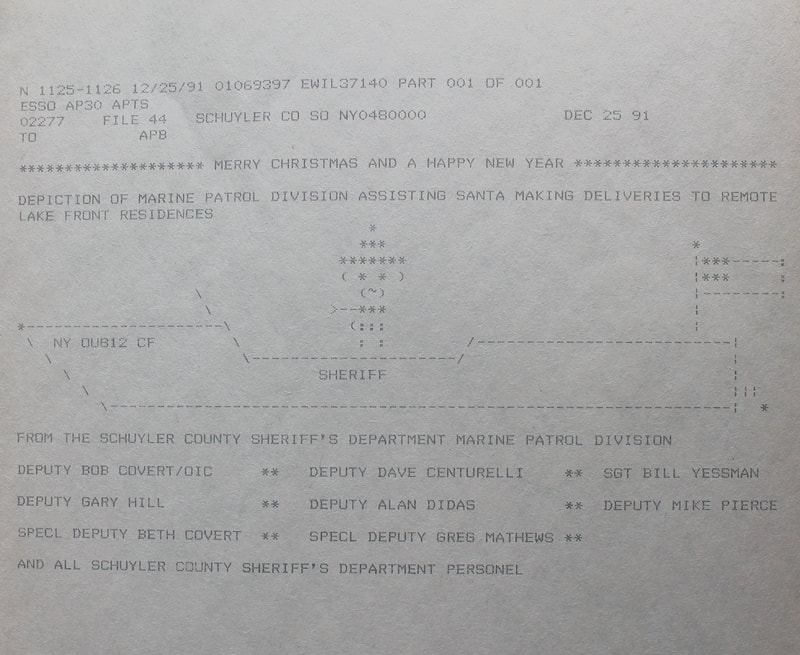 N 1125-1126 12/25/91 01069397 EWIL37140 PART 001 OF 001
ESSO AP30 APTS
02277 FILE 44 SCHUYLER CO SO NY0480000 DEC 25 91
TO APB
******************* MERRY CHRISTMAS AND A HAPPY NEW YEAR *********************
DEPICTION OF MARINE PATROL DIVISION ASSISTING SANTA MAKING DELIVERIES TO REMOTE
LAKE FRONT RESIDENCES
NY OU812 CF
SHERIFF
FROM THE SCHUYLER COUNTY SHERIFF'S DEPARTMENT MARINE PATROL DIVISION
DEPUTY BOB COVERT/OIC ** DEPUTY DAVE CENTURELLI ** SGT BILL YESSMAN
DEPUTY GARY HILL ** DEPUTY ALAN DIDAS ** DEPUTY MIKE PIERCE
SPECL DEPUTY BETH COVERT ** SPECL DEPUTY GREG MATHEWS **
AND ALL SCHUYLER COUNTY SHERIFF'S DEPARTMENT PERSONEL